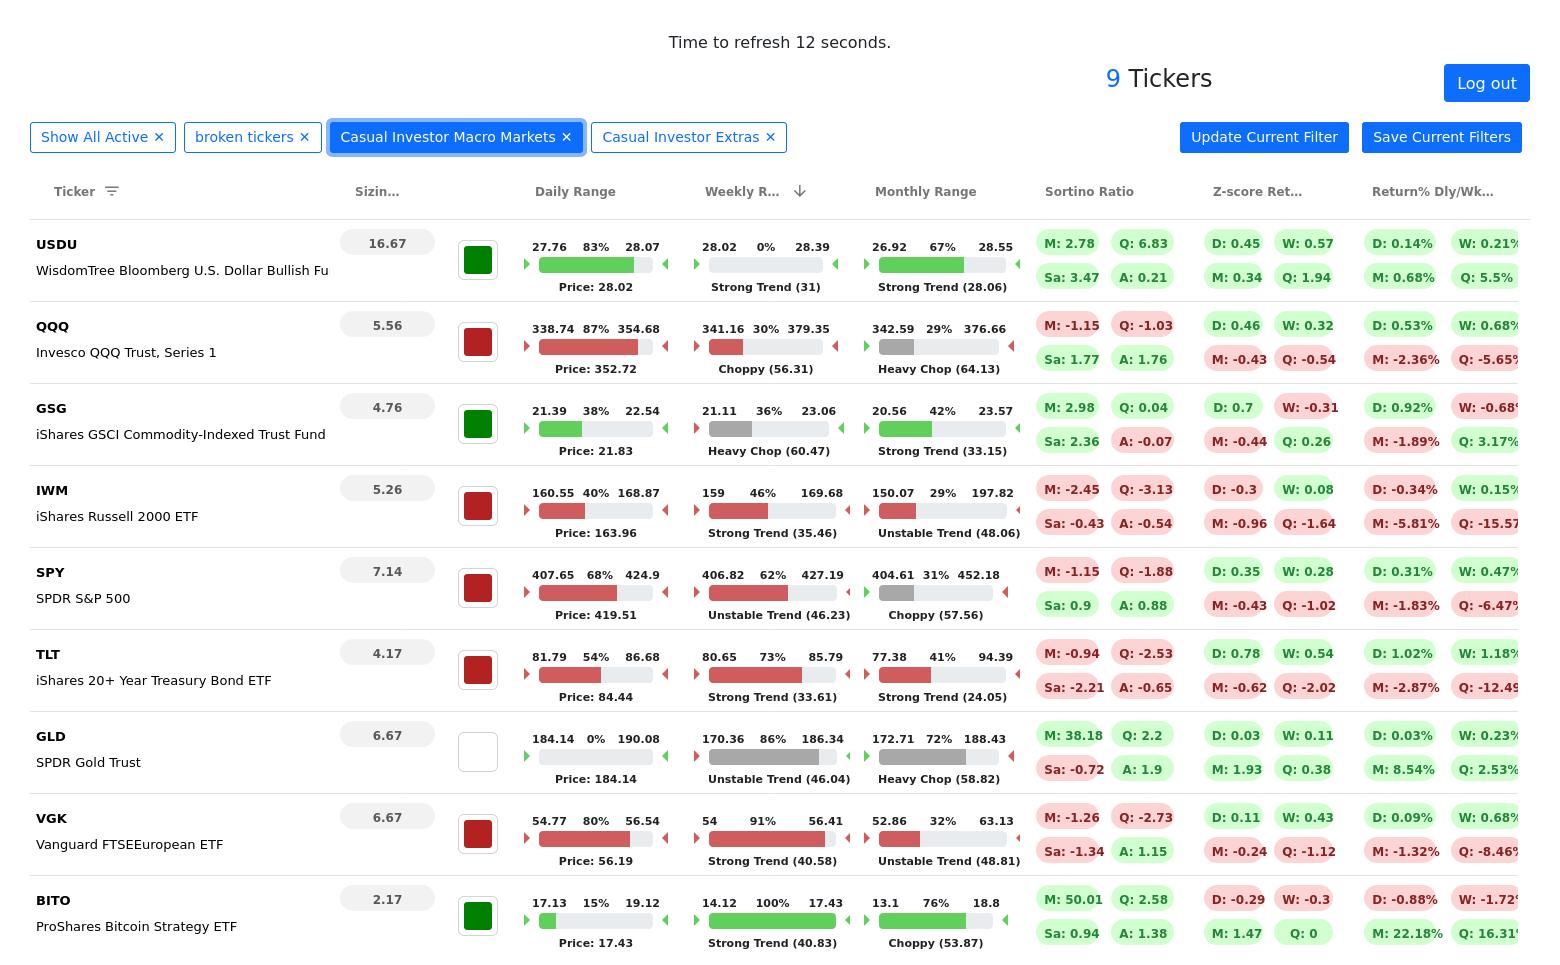 Time to refresh 12 seconds.
9 Tickers
Log out
Show All Active ✕ broken tickers ✕ Casual Investor Macro Markets ✕ Casual Investor Extras ✕ Update Current Filter Save Current Filters
Ticker Sizin... Daily Range Weekly R... Monthly Range Sortino Ratio Z-score Ret... Return% Dly/Wk...
USDU 16.67 27.76 83% 28.07 28.02 0% 28.39 26.92 67% 28.55 M: 2.78 Q: 6.83 D: 0.45 W: 0.57 D: 0.14% W: 0.21%
WisdomTree Bloomberg U.S. Dollar Bullish Fu Price: 28.02 Strong Trend (31) Strong Trend (28.06) Sa: 3.47 A: 0.21 M: 0.34 Q: 1.94 M: 0.68% Q: 5.5%
QQQ 5.56 338.74 87% 354.68 341.16 30% 379.35 342.59 29% 376.66 M: -1.15 Q: -1.03 D: 0.46 W: 0.32 D: 0.53% W: 0.68%
Invesco QQQ Trust, Series 1 Price: 352.72 Choppy (56.31) Heavy Chop (64.13) Sa: 1.77 A: 1.76 M: -0.43 Q: -0.54 M: -2.36% Q: -5.65%
GSG 4.76 21.39 38% 22.54 21.11 36% 23.06 20.56 42% 23.57 M: 2.98 Q: 0.04 D: 0.7 W: -0.31 D: 0.92% W: -0.68%
iShares GSCI Commodity-Indexed Trust Fund Price: 21.83 Heavy Chop (60.47) Strong Trend (33.15) Sa: 2.36 A: -0.07 M: -0.44 Q: 0.26 M: -1.89% Q: 3.17%
IWM 5.26 160.55 40% 168.87 159 46% 169.68 150.07 29% 197.82 M: -2.45 Q: -3.13 D: -0.3 W: 0.08 D: -0.34% W: 0.15%
iShares Russell 2000 ETF Price: 163.96 Strong Trend (35.46) Unstable Trend (48.06) Sa: -0.43 A: -0.54 M: -0.96 Q: -1.64 M: -5.81% Q: -15.57
SPY 7.14 407.65 68% 424.9 406.82 62% 427.19 404.61 31% 452.18 M: -1.15 Q: -1.88 D: 0.35 W: 0.28 D: 0.31% W: 0.47%
SPDR S&P 500 Price: 419.51 Unstable Trend (46.23) Choppy (57.56) Sa: 0.9 A: 0.88 M: -0.43 Q: -1.02 M: -1.83% Q: -6.47%
TLT 4.17 81.79 54% 86.68 80.65 73% 85.79 77.38 41% 94.39 M: -0.94 Q: -2.53 D: 0.78 W: 0.54 D: 1.02% W: 1.18%
iShares 20+ Year Treasury Bond ETF Price: 84.44 Strong Trend (33.61) Strong Trend (24.05) Sa: -2.21 A: -0.65 M: -0.62 Q: -2.02 M: -2.87% Q: -12.49
GLD 6.67 184.14 0% 190.08 170.36 86% 186.34 172.71 72% 188.43 M: 38.18 Q: 2.2 D: 0.03 W: 0.11 D: 0.03% W: 0.23%
SPDR Gold Trust Price: 184.14 Unstable Trend (46.04) Heavy Chop (58.82) Sa: -0.72 A: 1.9 M: 1.93 Q: 0.38 M: 8.54% Q: 2.53%
VGK 6.67 54.77 80% 56.54 54 91% 56.41 52.86 32% 63.13 M: -1.26 Q: -2.73 D: 0.11 W: 0.43 D: 0.09% W: 0.68%
Vanguard FTSEEuropean ETF Price: 56.19 Strong Trend (40.58) Unstable Trend (48.81) Sa: -1.34 A: 1.15 M: -0.24 Q: -1.12 M: -1.32% Q: -8.46%
BITO 2.17 17.13 15% 19.12 14.12 100% 17.43 13.1 76% 18.8 M: 50.01 Q: 2.58 D: -0.29 W: -0.3 D: -0.88% W: -1.72%
ProShares Bitcoin Strategy ETF Price: 17.43 Strong Trend (40.83) Choppy (53.87) Sa: 0.94 A: 1.38 M: 1.47 Q: 0 M: 22.18% Q: 16.31%